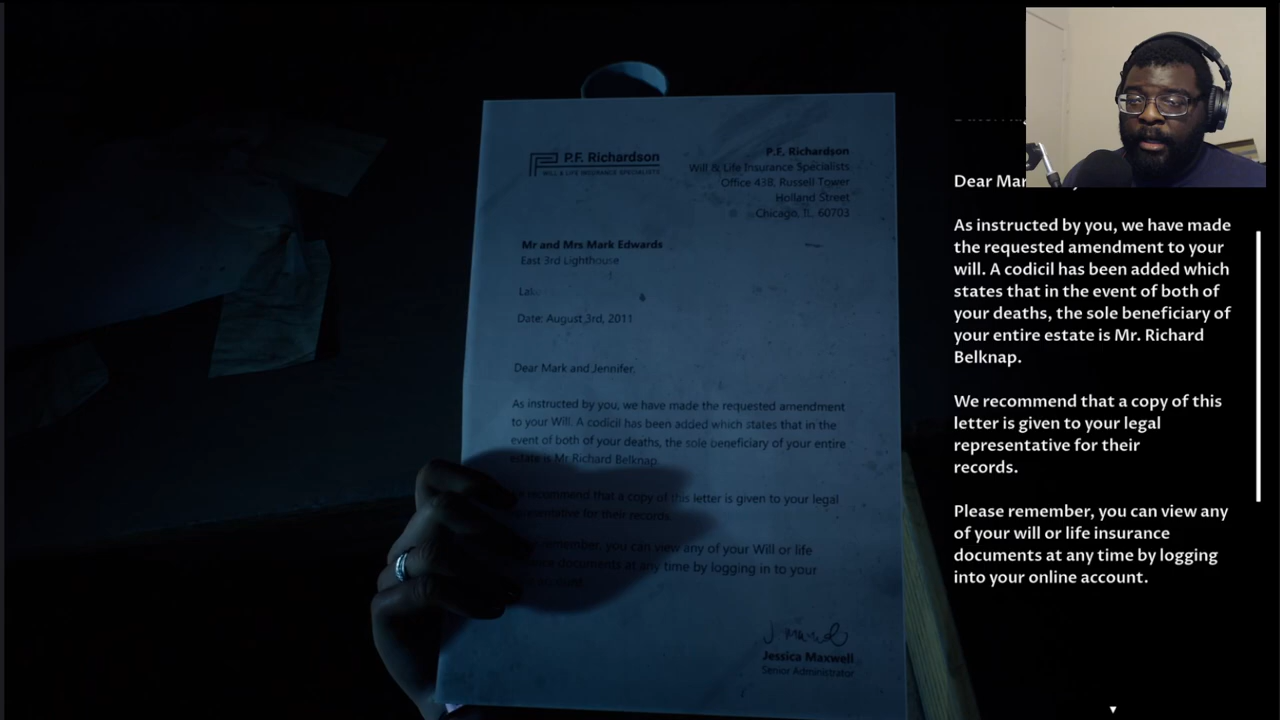 P.F. Richardson
WILL & LIFE INSURANCE SPECIALISTS
P.F. Richardson
Will & Life Insurance Specialists
Office 43B, Russell Tower
Holland Street
Chicago, IL, 60703
Mr and Mrs Mark Edwards
East 3rd Lighthouse
Date: August 3rd, 2011
Dear Mark and Jennifer,
As instructed by you, we have made the requested amendment
to your Will. A codicil has been added which states that in the
event of both of your deaths, the sole beneficiary of your entire
estate is Mr Richard Belknap.
recommend that a copy of this letter is given to your legal
representative for their records.
remember, you can view any of your Will or life
documents at any time by logging in to your
Jessica Maxwell
Senior Administrator
Dear
As instructed by you, we have made
the requested amendment to your
will. A codicil has been added which
states that in the event of both of
your deaths, the sole beneficiary of
your entire estate is Mr. Richard
Belknap.
We recommend that a copy of this
letter is given to your legal
representative for their
records.
Please remember, you can view any
of your will or life insurance
documents at any time by logging
into your online account.